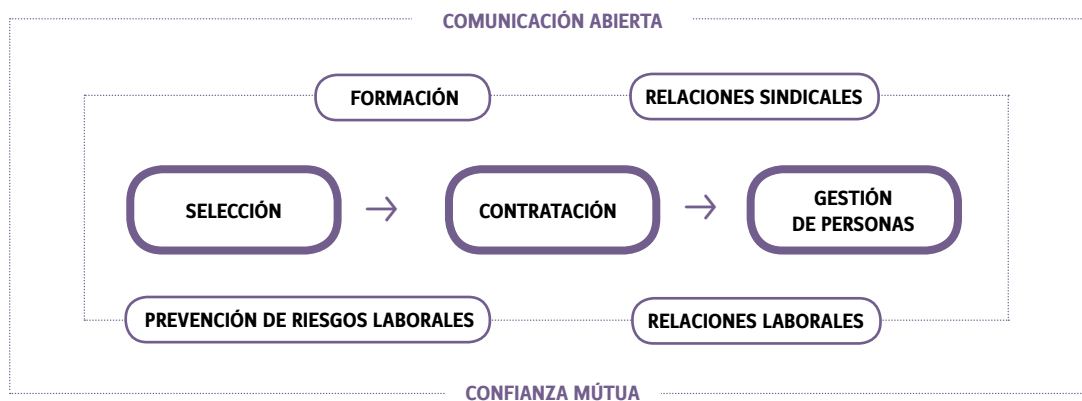 COMUNICACIÓN ABIERTA
FORMACIÓN
RELACIONES SINDICALES
SELECCIÓN
CONTRATACIÓN
GESTIÓN
DE PERSONAS
PREVENCIÓN DE RIESGOS LABORALES
RELACIONES LABORALES
CONFIANZA MÚTUA